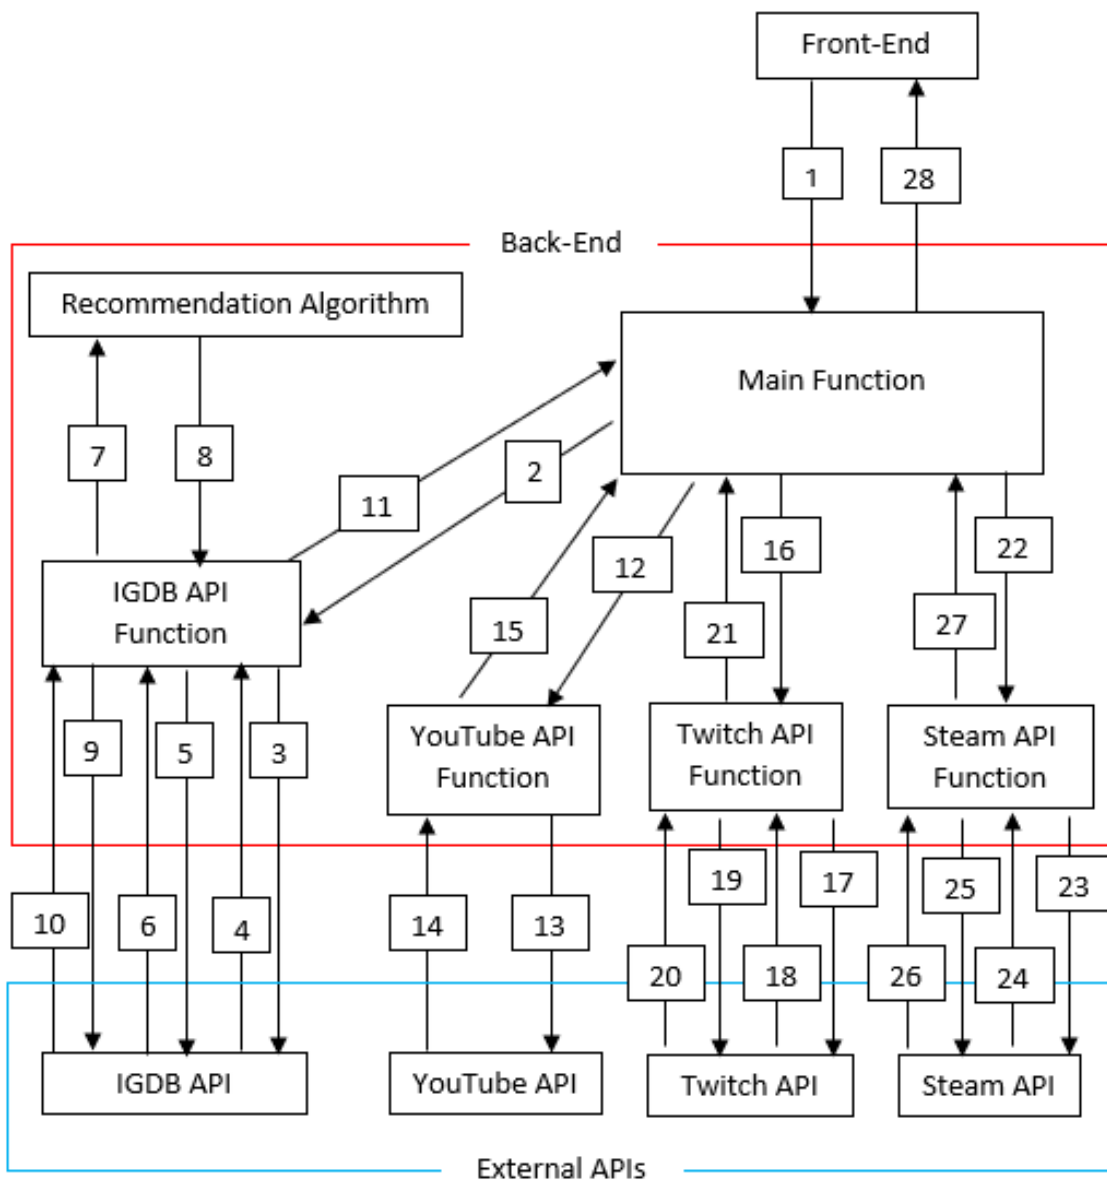 Front-End
1
28
Back-End
Recommendation Algorithm
Main Function
7
8
11
2
IGDB API
Function
15
12
21
16
27
22
9
5
3
YouTube API
Function
Twitch API
Function
Steam API
Function
10
6
4
14
13
19
17
25
23
20
18
26
24
IGDB API
YouTube API
Twitch API
Steam API
External APIs